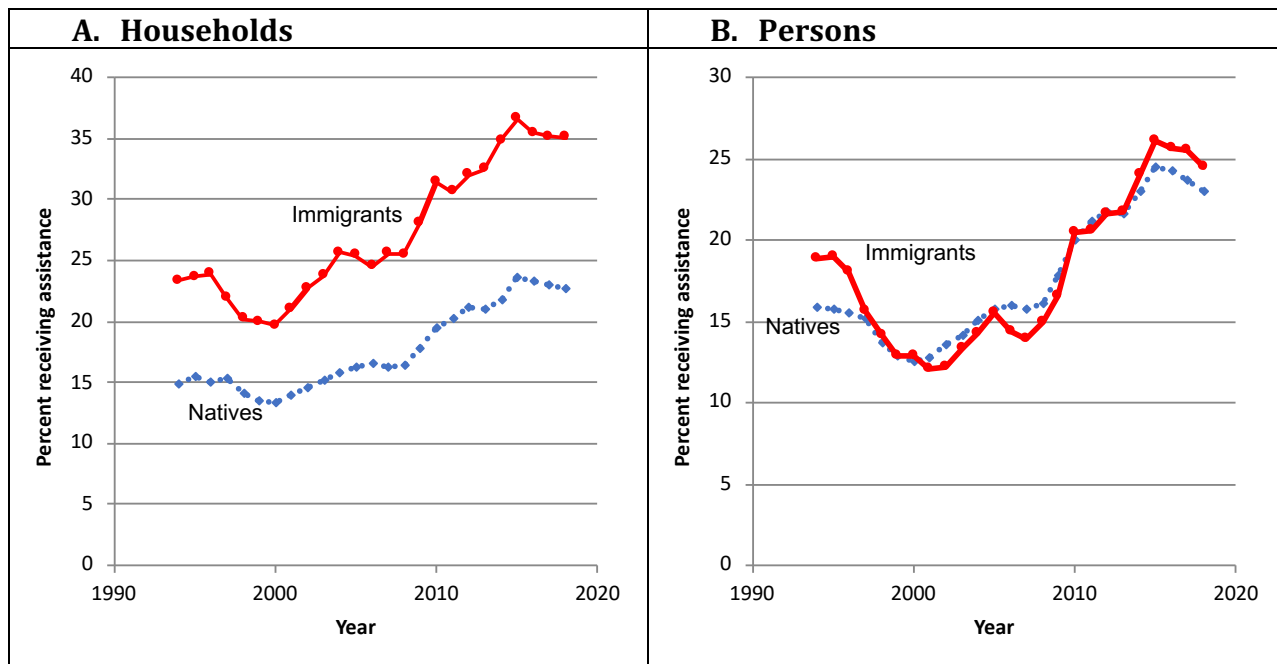 A. Households
Percent receiving assistance
40
35
30
25
20
15
10
5
0
Immigrants
Natives
1990
2000
2010
2020
Year
B. Persons
Percent receiving assistance
30
25
20
15
10
5
0
Immigrants
Natives
1990
2000
2010
2020
Year